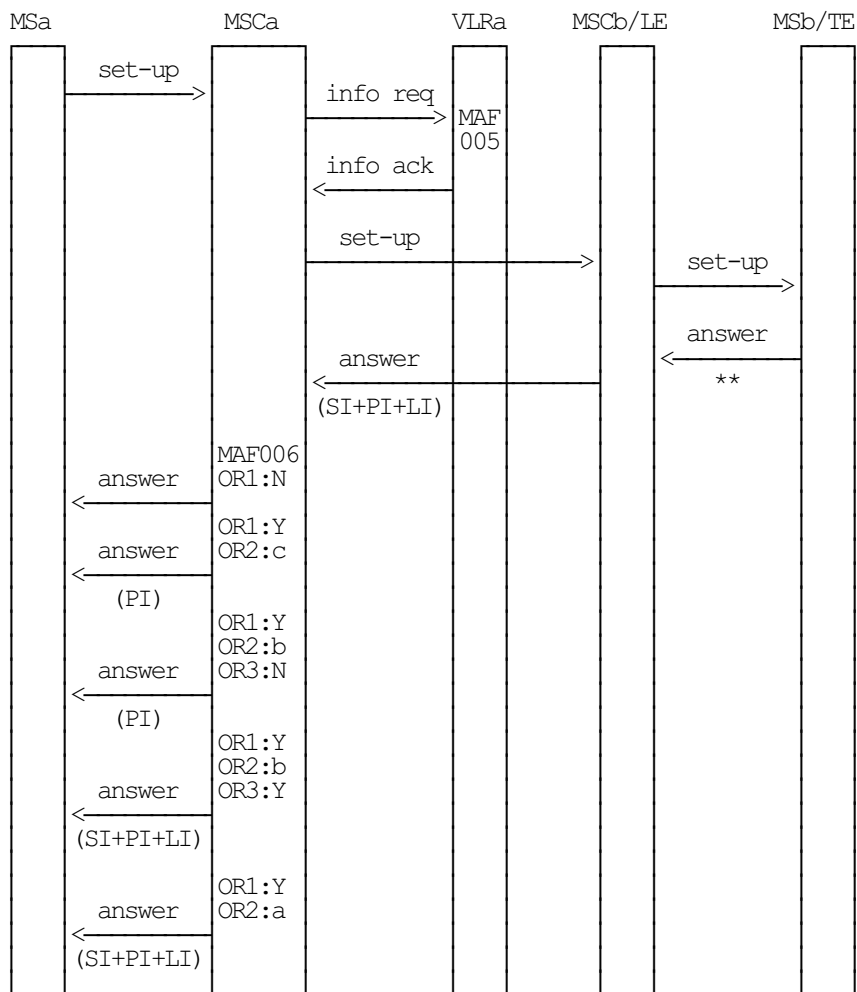 MSa MSCa VLRa MSCb/LE MSb/TE
set-up
info req
MAF
005
info ack
set-up
set-up
answer
**
answer
(SI+PI+LI)
MAF006
answer OR1:N
OR1:Y
answer OR2:c
(PI)
OR1:Y
OR2:b
answer OR3:N
(PI)
OR1:Y
OR2:b
answer OR3:Y
(SI+PI+LI)
OR1:Y
answer OR2:a
(SI+PI+LI)